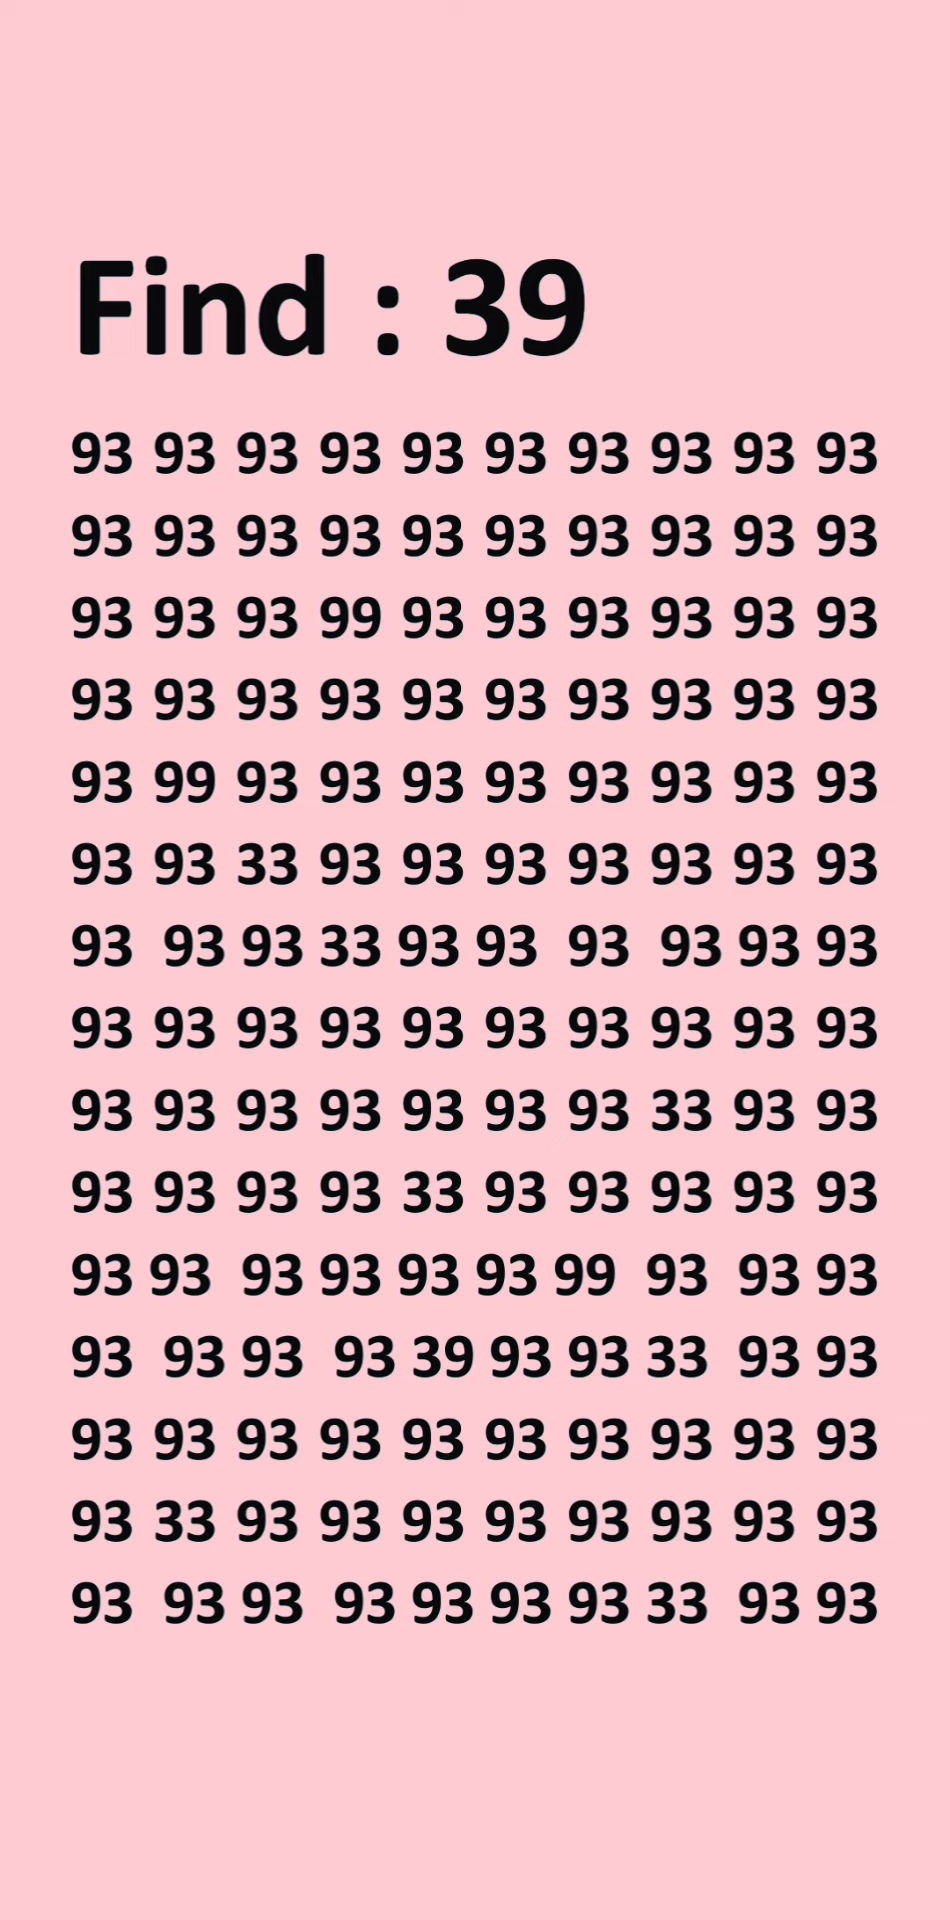 Find : 39
93 93 93 93 93 93 93 93 93 93
93 93 93 93 93 93 93 93 93 93
93 93 93 99 93 93 93 93 93 93
93 93 93 93 93 93 93 93 93 93
93 99 93 93 93 93 93 93 93 93
93 93 33 93 93 93 93 93 93 93
93 93 93 33 93 93 93 93 93 93
93 93 93 93 93 93 93 93 93 93
93 93 93 93 93 93 93 33 93 93
93 93 93 93 33 93 93 93 93 93
93 93 93 93 93 93 99 93 93 93
93 93 93 93 39 93 93 33 93 93
93 93 93 93 93 93 93 93 93 93
93 33 93 93 93 93 93 93 93 93
93 93 93 93 93 93 93 33 93 93